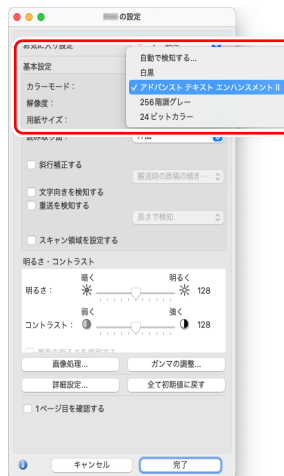 の設定
お気に入り設定
基本設定
自動で検知する...
白黒
カラーモード：
✓ アドバンスト テキスト エンハンスメント II
解像度：
256 階調グレー
用紙サイズ：
24 ビットカラー
読み取り面：
斜行補正する
搬送時の原稿の傾き…
文字向きを検知する
重送を検知する
長さで検知
スキャン領域を設定する
明るさ・コントラスト
暗く 明るく
明るさ： 128
弱く 強く
コントラスト： 128
画像処理... ガンマの調整...
詳細設定... 全て初期値に戻す
1ページ目を確認する
キャンセル 完了